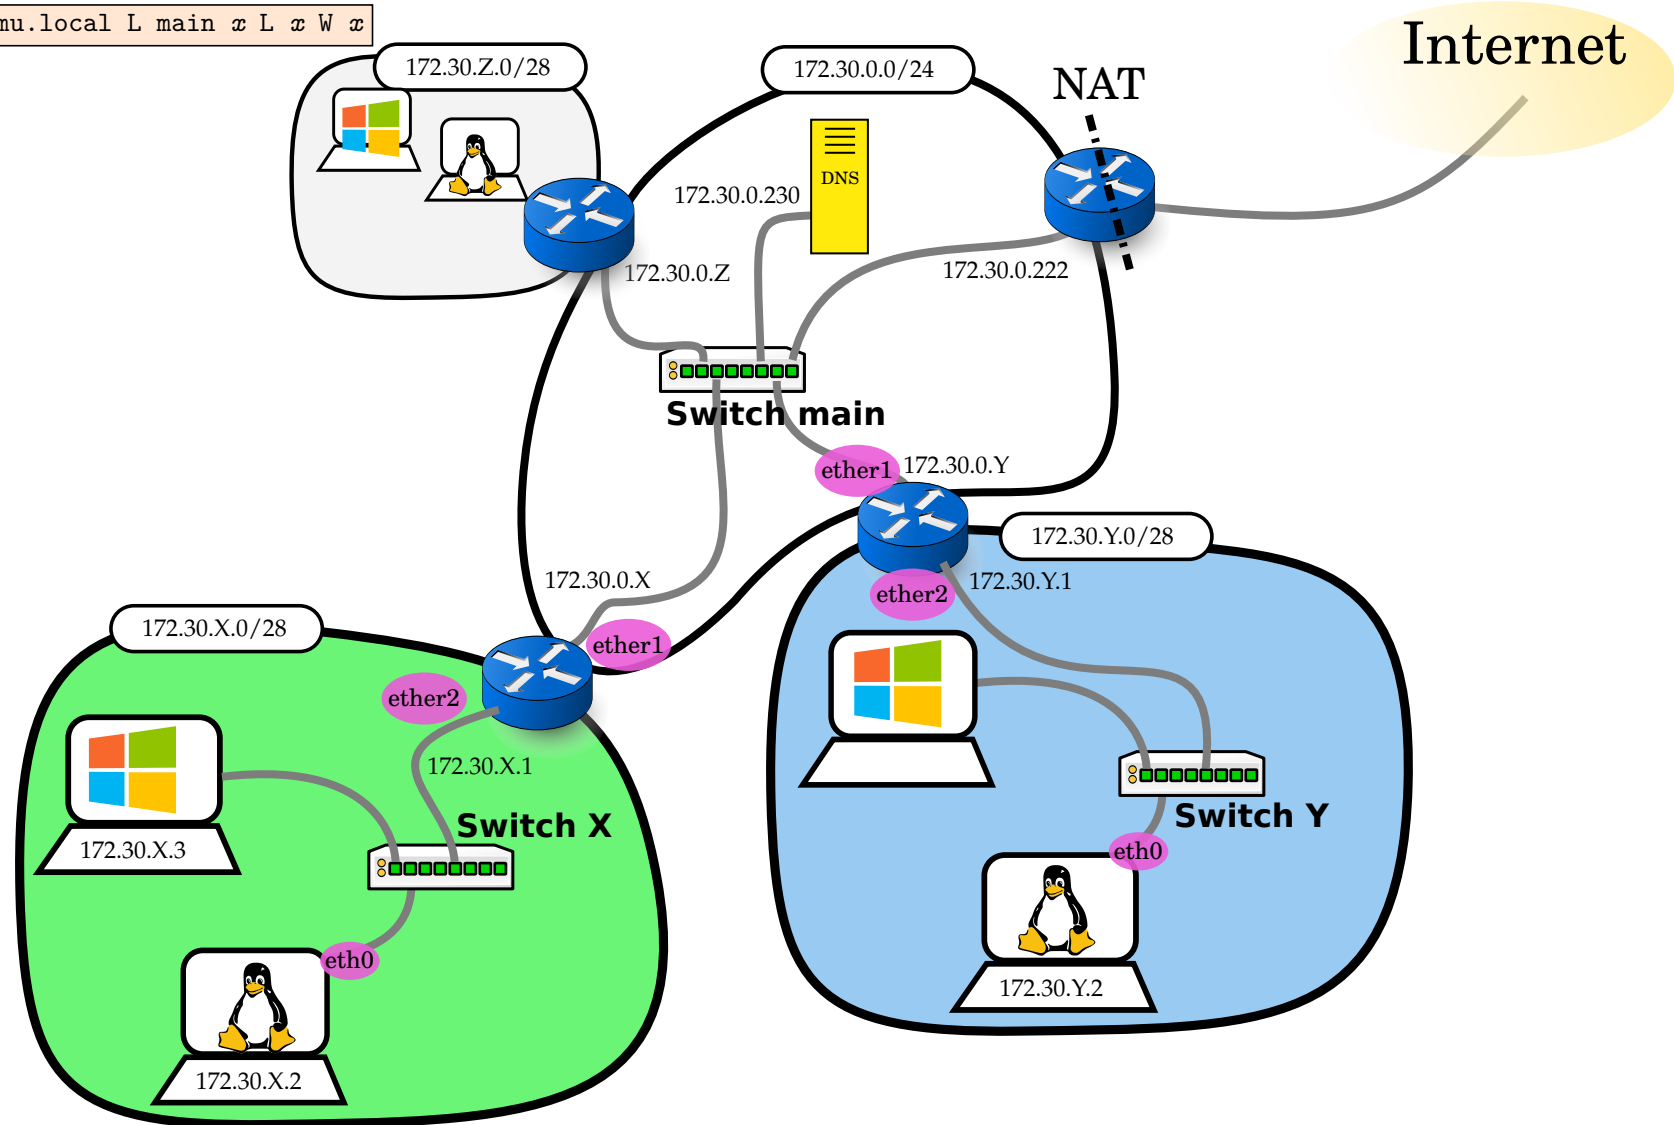 mu.local L main x L x W x
172.30.Z.0/28
172.30.0.0/24
Internet
NAT
DNS
172.30.0.230
172.30.0.Z
172.30.0.222
Switch main
ether1
172.30.0.Y
172.30.Y.0/28
172.30.0.X
ether2
172.30.Y.1
172.30.X.0/28
ether1
ether2
172.30.X.1
Switch X
Switch Y
172.30.X.3
eth0
eth0
172.30.Y.2
172.30.X.2